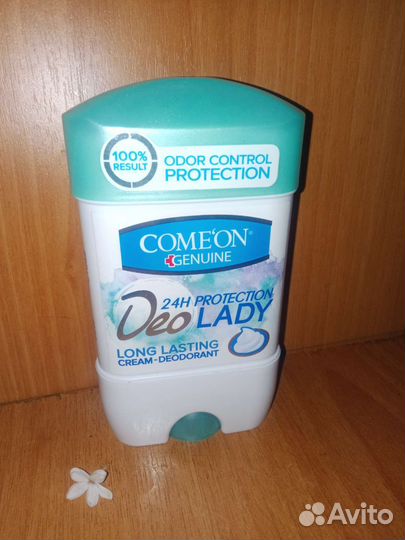 100%
RESULT
ODOR CONTROL
PROTECTION
COME'ON®
GENUINE
24H PROTECTION
Deo LADY
LONG LASTING
CREAM-DEODORANT
Avito